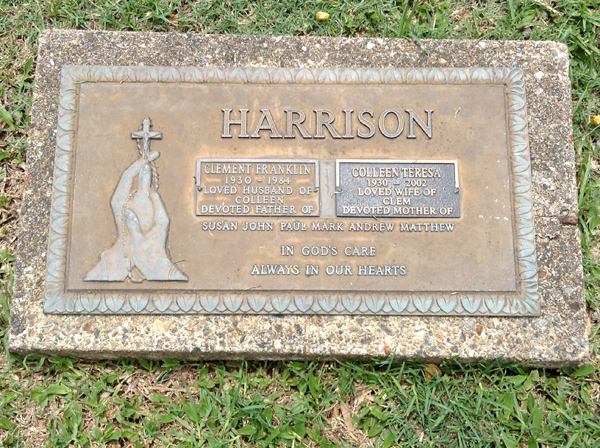 HARRISON
CLEMENT FRANKLIN
1930 - 1984
LOVED HUSBAND OF
COLLEEN
DEVOTED FATHER OF
COLLEEN TERESA
1930 - 2002
LOVED WIFE OF
CLEM
DEVOTED MOTHER OF
SUSAN JOHN PAUL MARK ANDREW MATTHEW
IN GOD'S CARE
ALWAYS IN OUR HEARTS